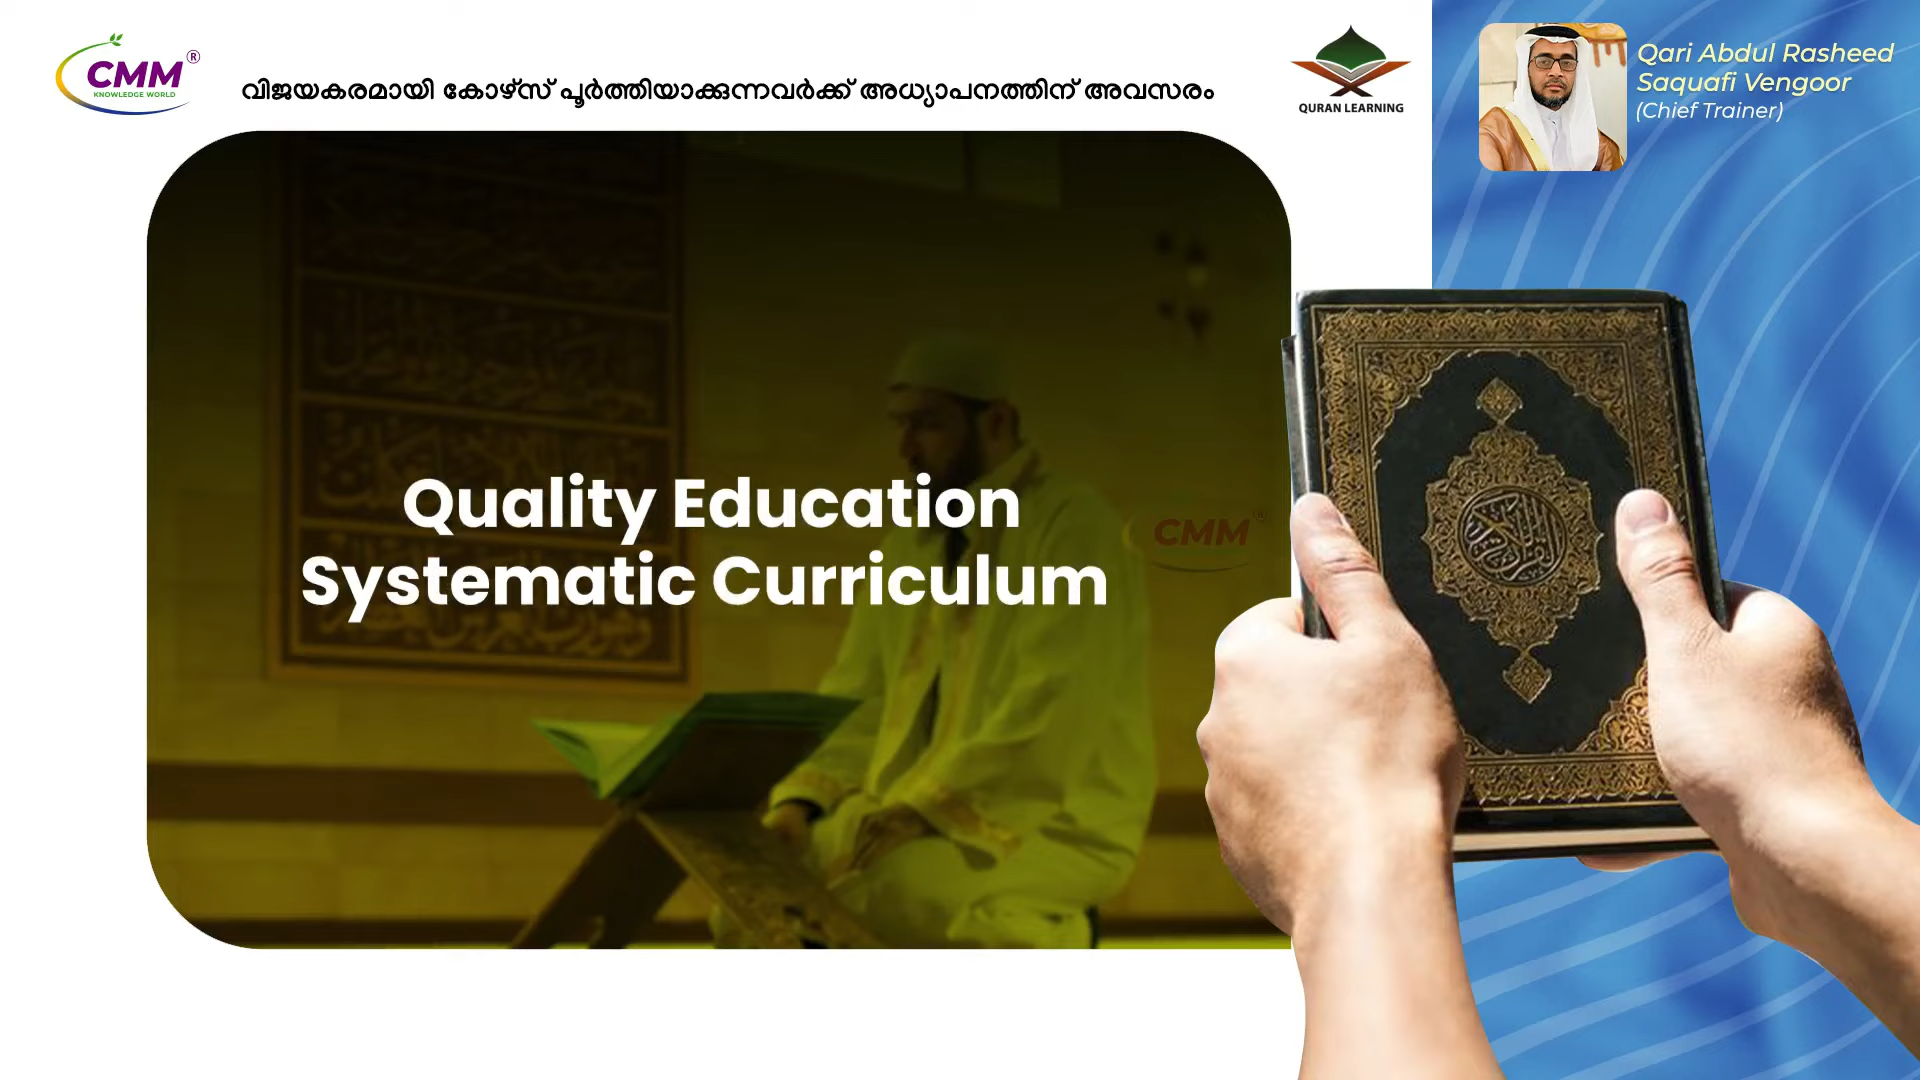 CMM®
KNOWLEDGE WORLD
വിജയകരമായി കോഴ്സ് പൂർത്തിയാക്കുന്നവർക്ക് അധ്യാപനത്തിന് അവസരം
QURAN LEARNING
Qari Abdul Rasheed
Saquafi Vengoor
(Chief Trainer)
Quality Education
Systematic Curriculum
CMM®